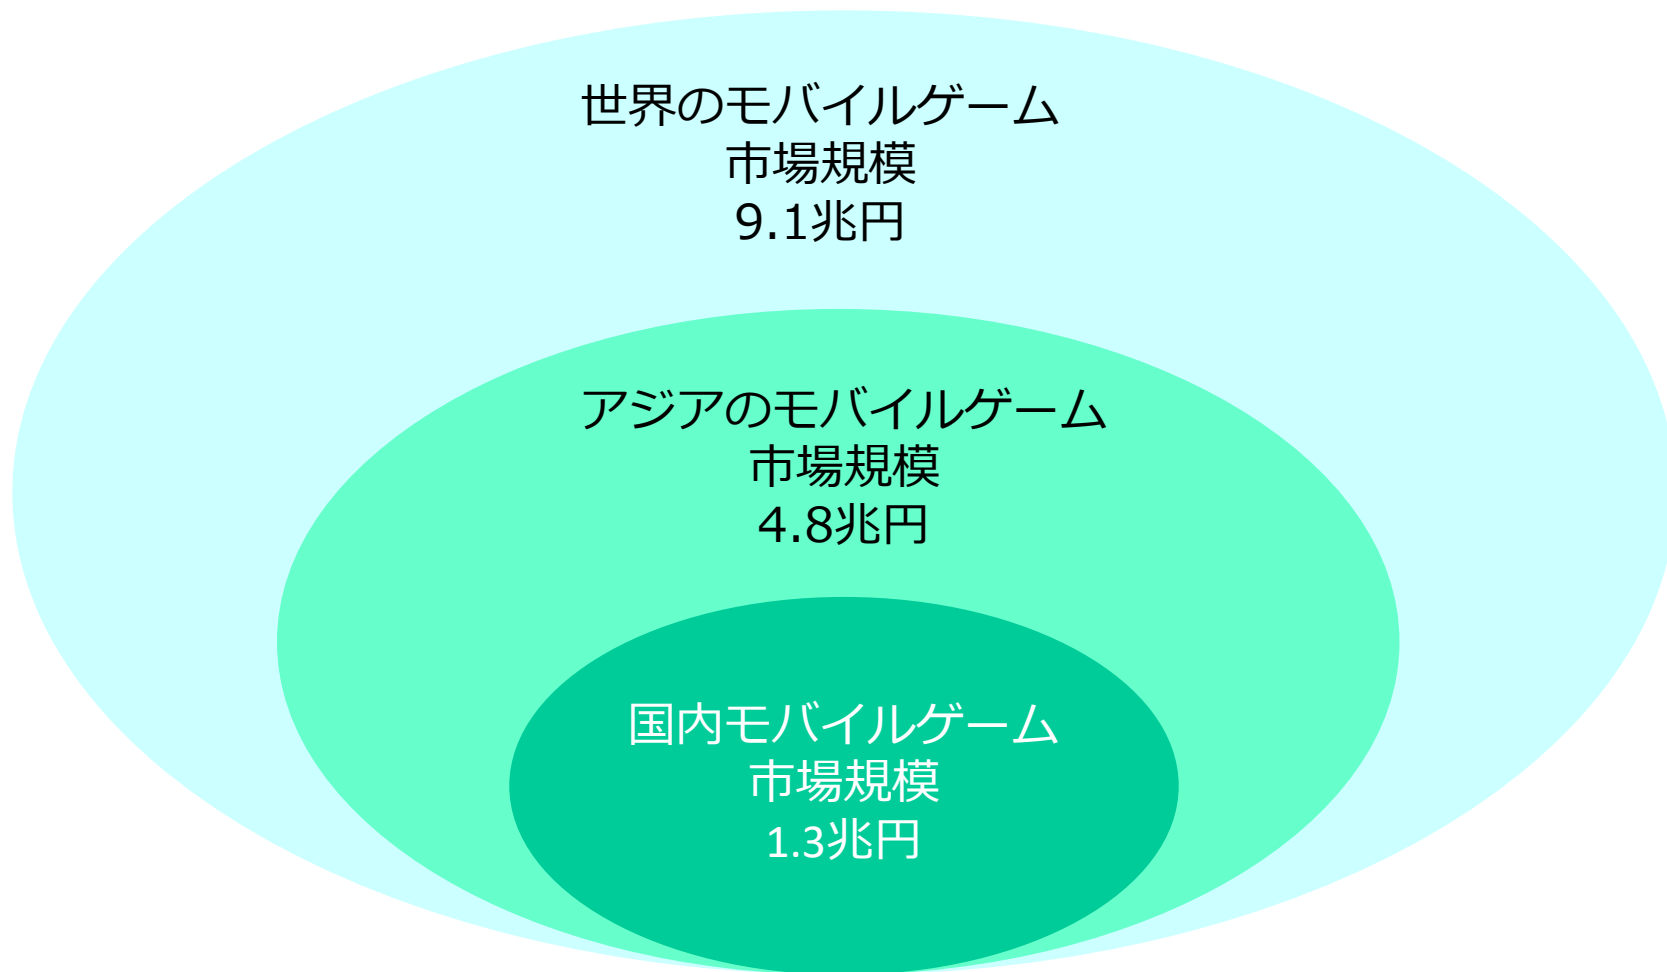 世界のモバイルゲーム
市場規模
9.1兆円
アジアのモバイルゲーム
市場規模
4.8兆円
国内モバイルゲーム
市場規模
1.3兆円